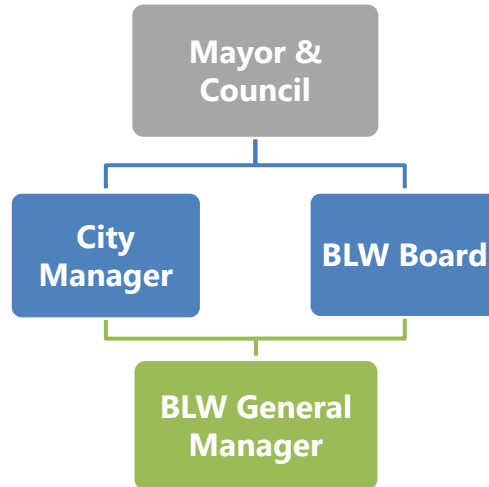 Mayor &
Council
City
Manager
BLW Board
BLW General
Manager